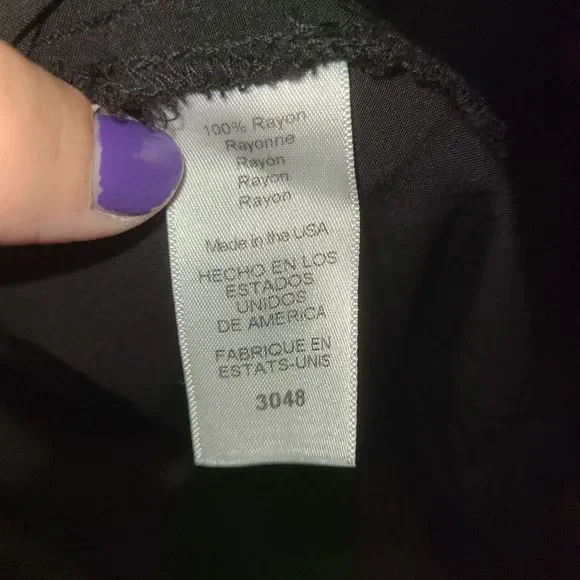 100% Rayon
Rayonne
Rayón
Rayon
Rayon
Made in the USA
HECHO EN LOS
ESTADOS
UNIDOS
DE AMERICA
FABRIQUE EN
ESTATS-UNIS
3048